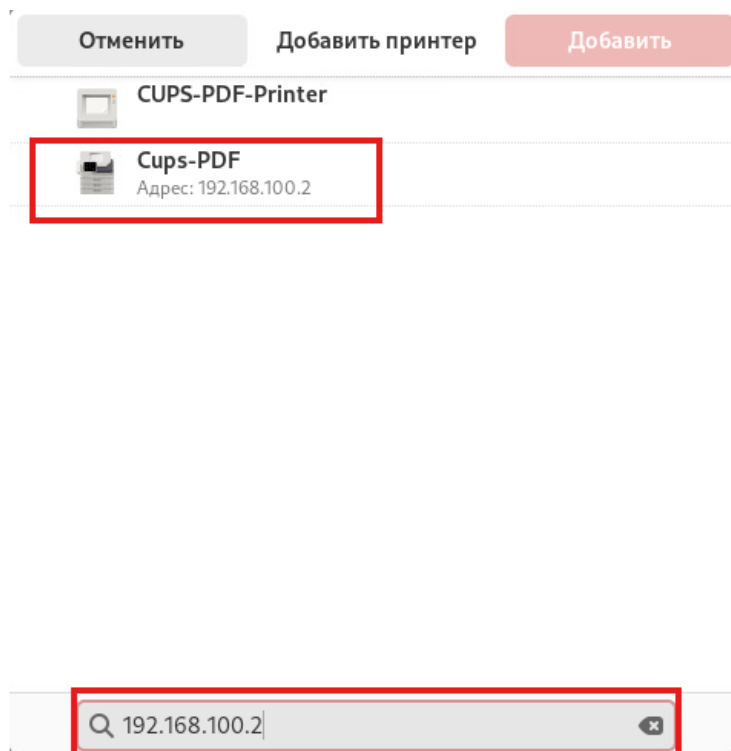 Отменить Добавить принтер Добавить
CUPS-PDF-Printer
Cups-PDF
Адрес: 192.168.100.2
192.168.100.2